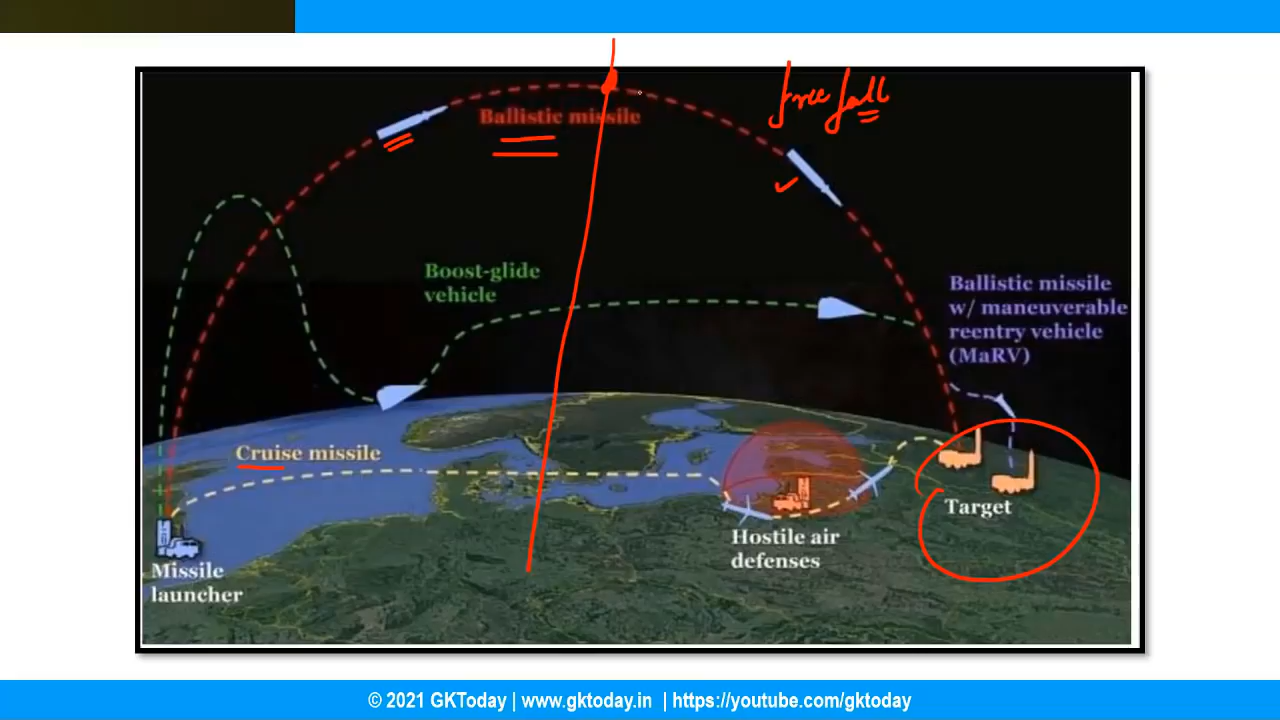 free fall
Ballistic missile
Boost-glide
vehicle
Ballistic missile
w/ maneuverable
reentry vehicle
(MaRV)
Cruise missile
Target
Hostile air
defenses
Missile
launcher
© 2021 GKToday | www.gktoday.in | https://youtube.com/gktoday